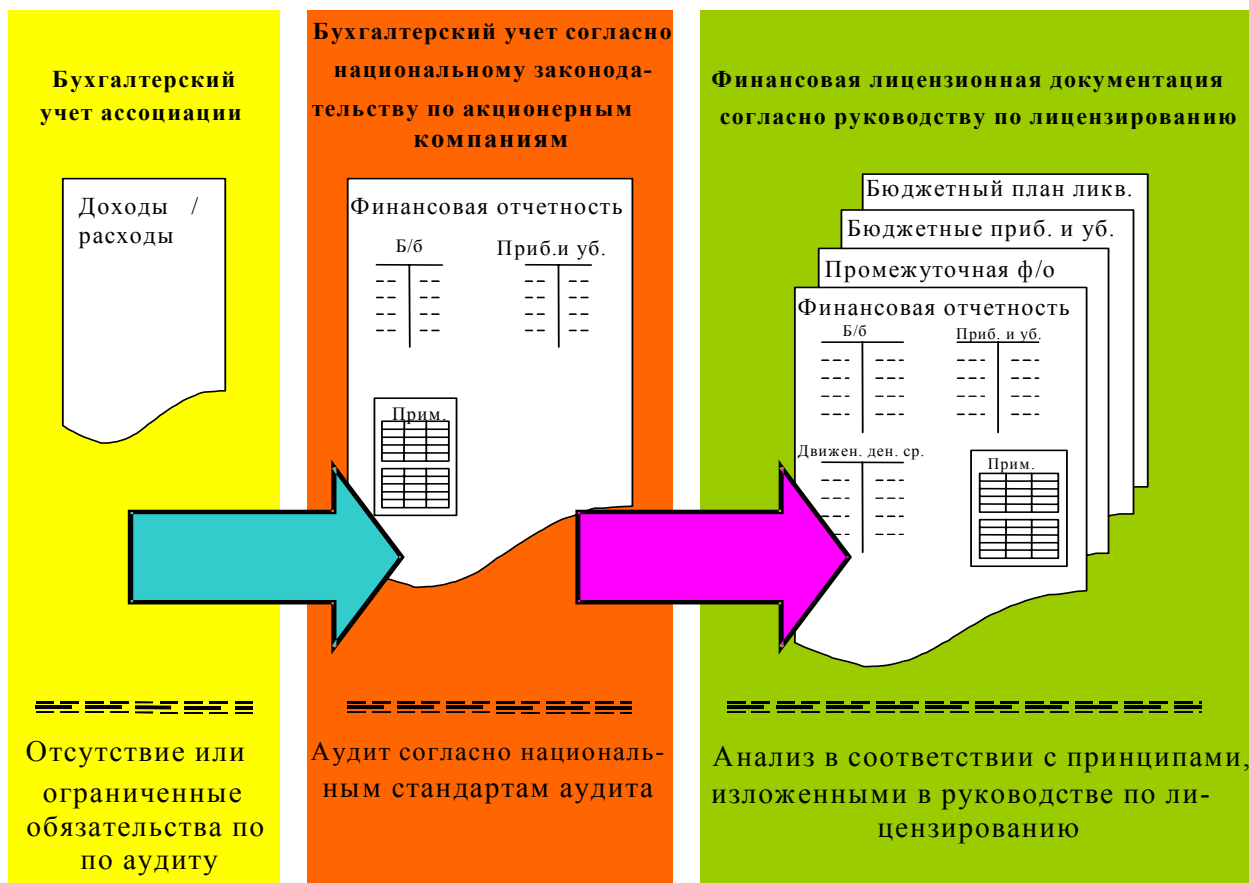 Бухгалтерский
учет ассоциации
Доходы /
расходы
Отсутствие или
ограниченные
обязательства по
по аудиту
Бухгалтерский учет согласно
национальному законода-
тельству по акционерным
компаниям
Финансовая отчетность
Б/б
Приб.и уб.
Прим.
Аудит согласно националь-
ным стандартам аудита
Финансовая лицензионная документация
согласно руководству по лицензированию
Бюджетный план ликв.
Бюджетные приб. и уб.
Промежуточная ф/о
Финансовая отчетность
Б/б
Приб. и уб.
Движен. ден. ср.
Прим.
Анализ в соответствии с принципами,
изложенными в руководстве по ли-
цензированию